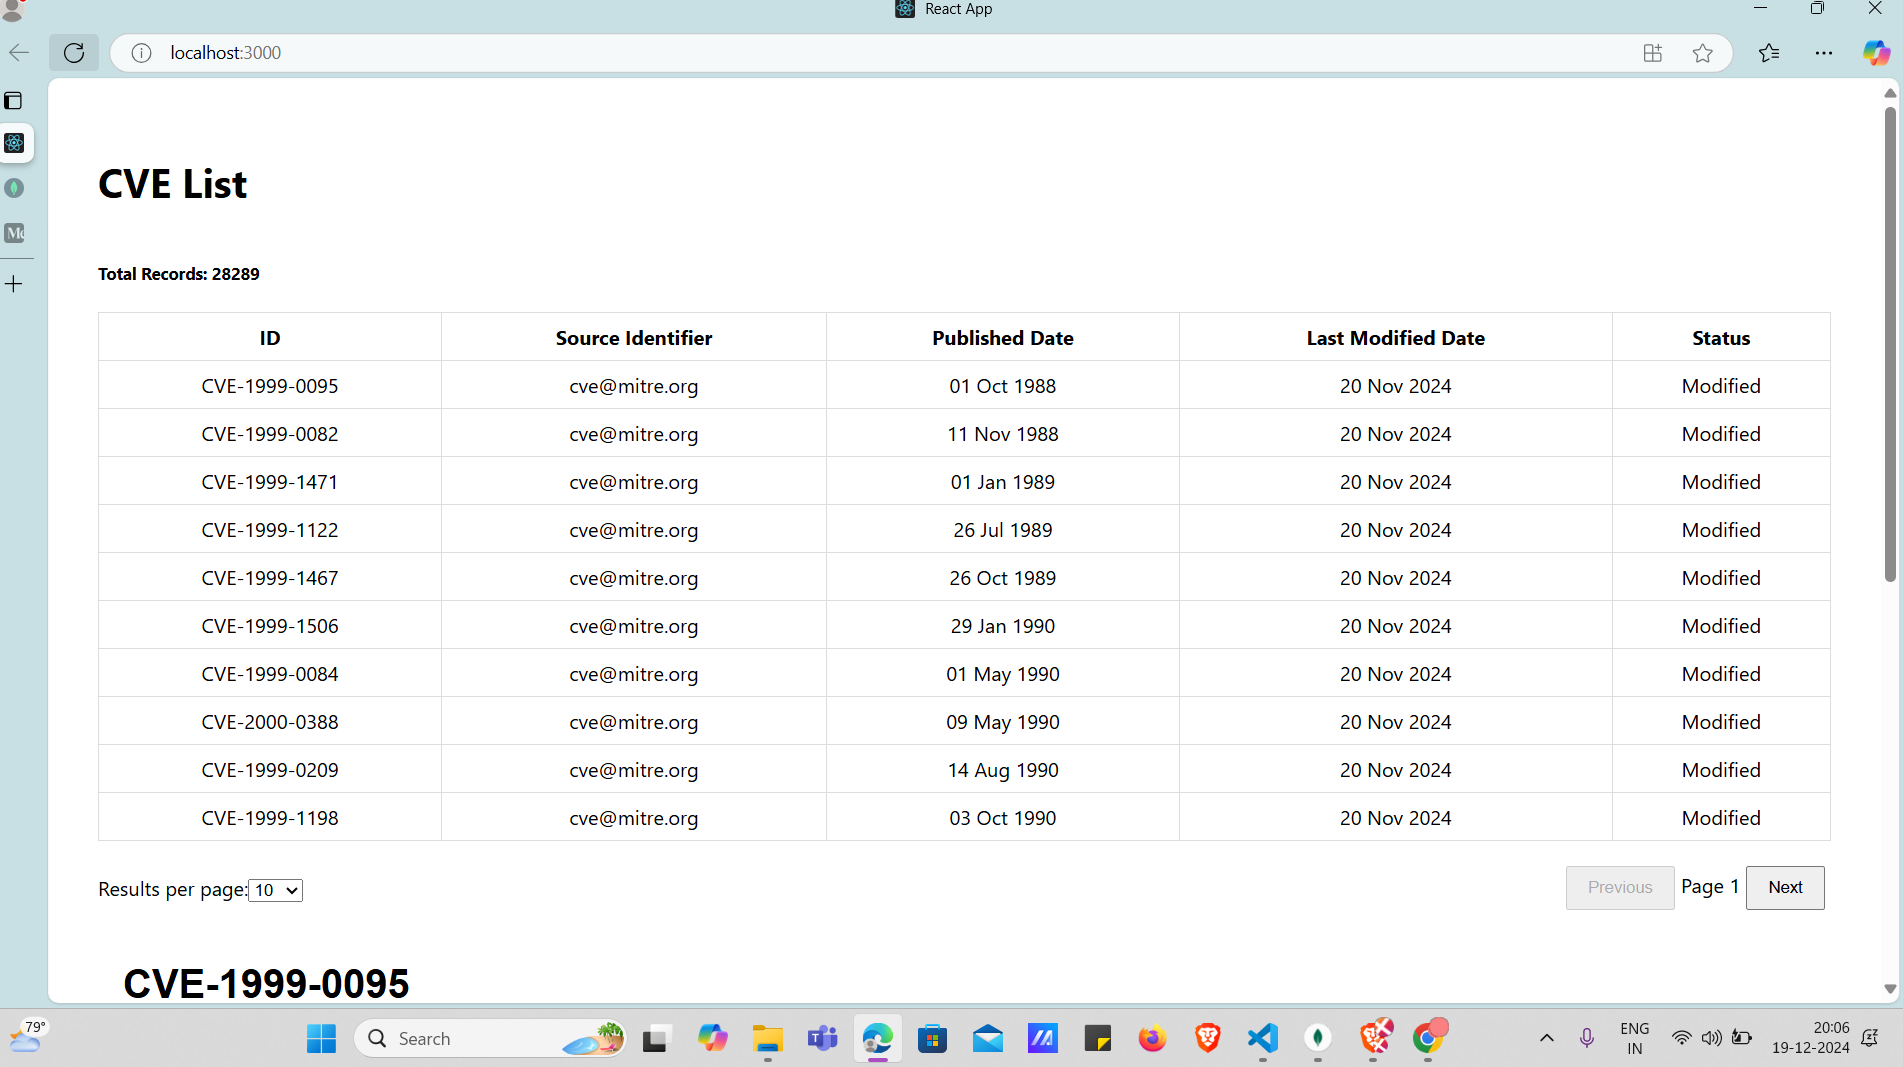 React App
localhost:3000
CVE List
Total Records: 28289
ID Source Identifier Published Date Last Modified Date Status
CVE-1999-0095 cve@mitre.org 01 Oct 1988 20 Nov 2024 Modified
CVE-1999-0082 cve@mitre.org 11 Nov 1988 20 Nov 2024 Modified
CVE-1999-1471 cve@mitre.org 01 Jan 1989 20 Nov 2024 Modified
CVE-1999-1122 cve@mitre.org 26 Jul 1989 20 Nov 2024 Modified
CVE-1999-1467 cve@mitre.org 26 Oct 1989 20 Nov 2024 Modified
CVE-1999-1506 cve@mitre.org 29 Jan 1990 20 Nov 2024 Modified
CVE-1999-0084 cve@mitre.org 01 May 1990 20 Nov 2024 Modified
CVE-2000-0388 cve@mitre.org 09 May 1990 20 Nov 2024 Modified
CVE-1999-0209 cve@mitre.org 14 Aug 1990 20 Nov 2024 Modified
CVE-1999-1198 cve@mitre.org 03 Oct 1990 20 Nov 2024 Modified
Results per page: 10 Previous Page 1 Next
CVE-1999-0095
79°
Search
ENG
IN
20:06
19-12-2024